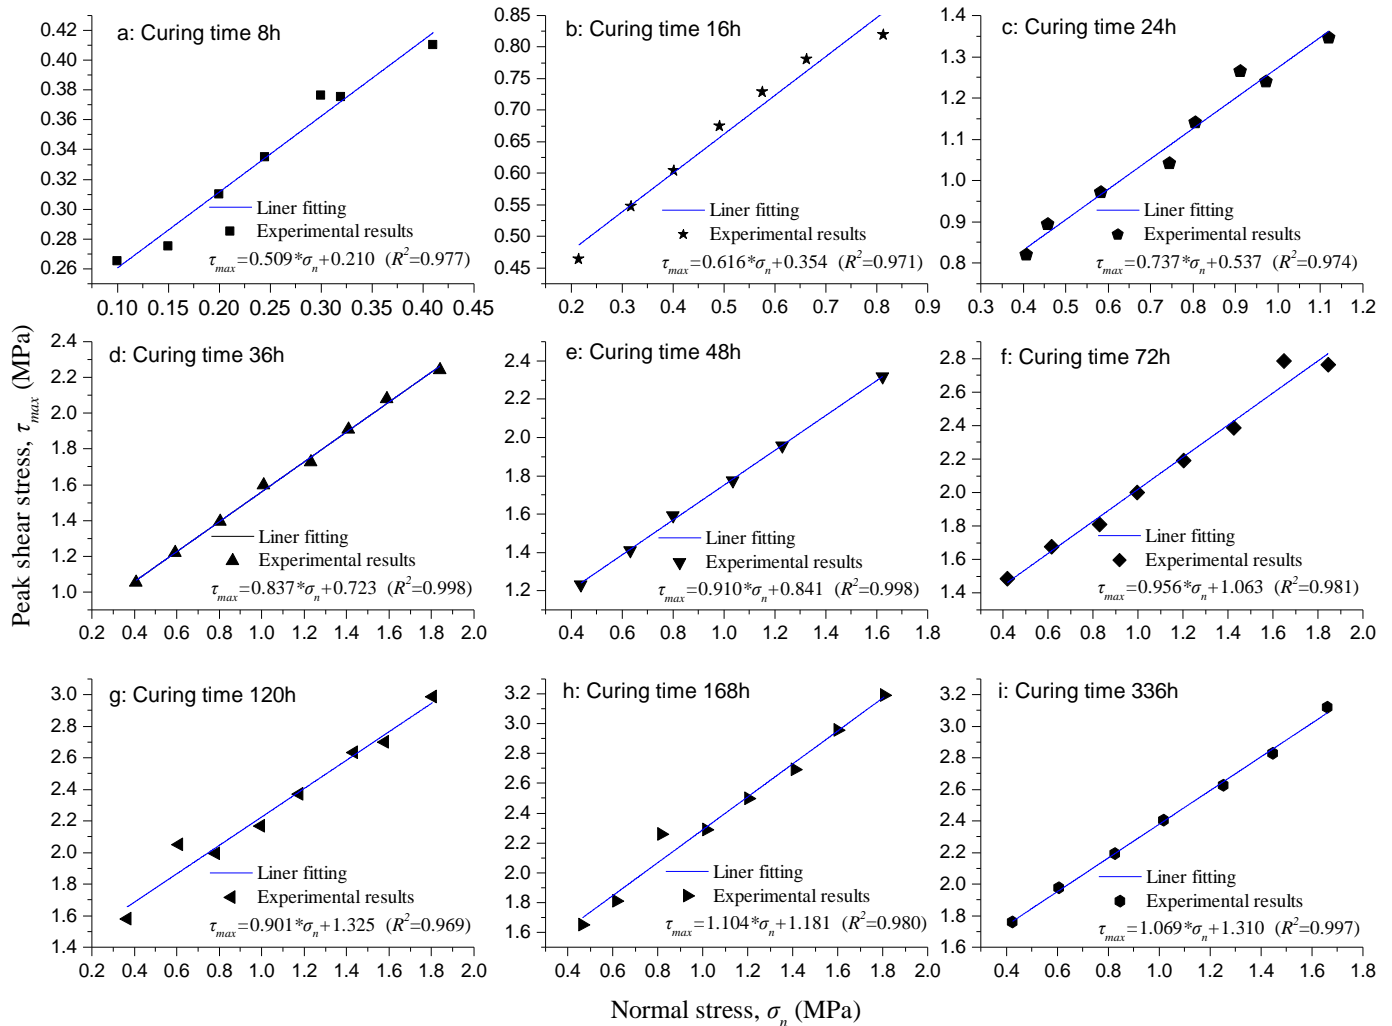 a: Curing time 8h
0.42
0.40
0.38
0.36
0.34
0.32
0.30
0.28
0.26
0.10 0.15 0.20 0.25 0.30 0.35 0.40 0.45
Liner fitting
Experimental results
τmax=0.509*σn+0.210 (R2=0.977)
b: Curing time 16h
0.85
0.80
0.75
0.70
0.65
0.60
0.55
0.50
0.45
0.2 0.3 0.4 0.5 0.6 0.7 0.8 0.9
Liner fitting
Experimental results
τmax=0.616*σn+0.354 (R2=0.971)
c: Curing time 24h
1.4
1.3
1.2
1.1
1.0
0.9
0.8
0.3 0.4 0.5 0.6 0.7 0.8 0.9 1.0 1.1 1.2
Liner fitting
Experimental results
τmax=0.737*σn+0.537 (R2=0.974)
Peak shear stress, τmax (MPa)
d: Curing time 36h
2.4
2.2
2.0
1.8
1.6
1.4
1.2
1.0
0.2 0.4 0.6 0.8 1.0 1.2 1.4 1.6 1.8 2.0
Liner fitting
Experimental results
τmax=0.837*σn+0.723 (R2=0.998)
e: Curing time 48h
2.4
2.2
2.0
1.8
1.6
1.4
1.2
0.2 0.4 0.6 0.8 1.0 1.2 1.4 1.6 1.8
Liner fitting
Experimental results
τmax=0.910*σn+0.841 (R2=0.998)
f: Curing time 72h
2.8
2.6
2.4
2.2
2.0
1.8
1.6
1.4
0.4 0.6 0.8 1.0 1.2 1.4 1.6 1.8 2.0
Liner fitting
Experimental results
τmax=0.956*σn+1.063 (R2=0.981)
g: Curing time 120h
3.0
2.8
2.6
2.4
2.2
2.0
1.8
1.6
1.4
0.2 0.4 0.6 0.8 1.0 1.2 1.4 1.6 1.8 2.0
Liner fitting
Experimental results
τmax=0.901*σn+1.325 (R2=0.969)
h: Curing time 168h
3.2
3.0
2.8
2.6
2.4
2.2
2.0
1.8
1.6
0.4 0.6 0.8 1.0 1.2 1.4 1.6 1.8 2.0
Liner fitting
Experimental results
τmax=1.104*σn+1.181 (R2=0.980)
i: Curing time 336h
3.2
3.0
2.8
2.6
2.4
2.2
2.0
1.8
1.6
0.4 0.6 0.8 1.0 1.2 1.4 1.6 1.8
Liner fitting
Experimental results
τmax=1.069*σn+1.310 (R2=0.997)
Normal stress, σn (MPa)